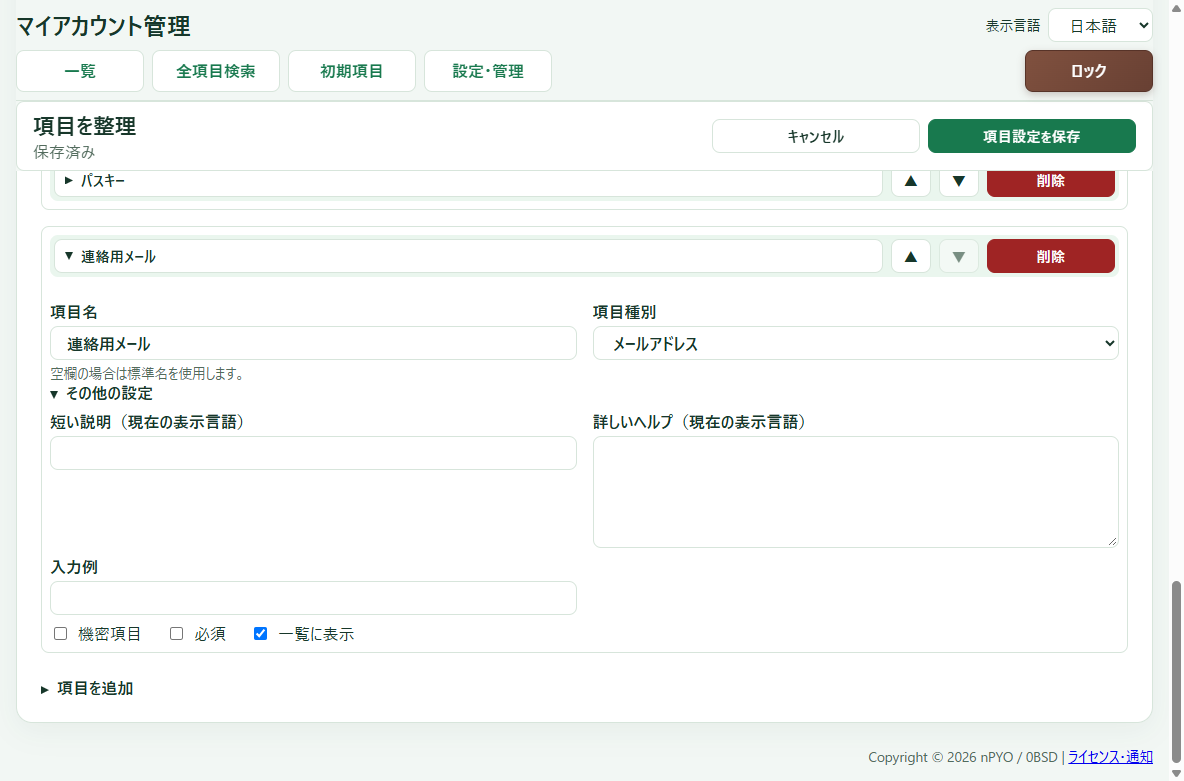 マイアカウント管理
表示言語 日本語
一覧 全項目検索 初期項目 設定・管理 ロック
項目を整理
保存済み
キャンセル 項目設定を保存
▶ パスキー ▲ ▼ 削除
▼ 連絡用メール ▲ ▼ 削除
項目名 項目種別
連絡用メール メールアドレス
空欄の場合は標準名を使用します。
▼ その他の設定
短い説明（現在の表示言語） 詳しいヘルプ（現在の表示言語）
入力例
機密項目 必須 一覧に表示
▶ 項目を追加
Copyright © 2026 nPYO / 0BSD | ライセンス・通知